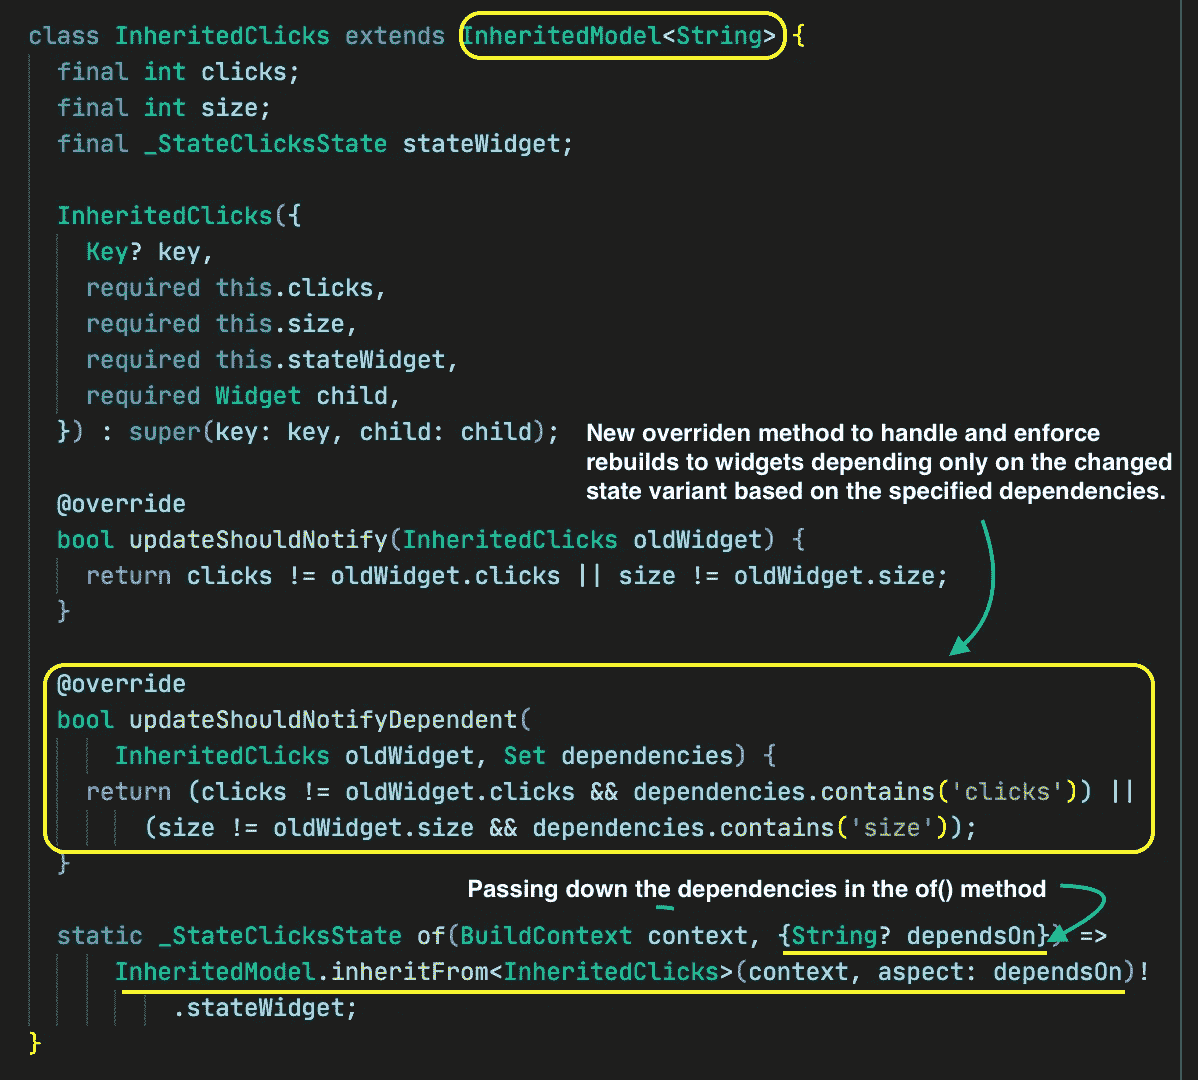 class InheritedClicks extends InheritedModel<String> {
final int clicks;
final int size;
final _StateClicksState stateWidget;
InheritedClicks({
Key? key,
required this.clicks,
required this.size,
required this.stateWidget,
required Widget child,
}) : super(key: key, child: child);
New overriden method to handle and enforce
rebuilds to widgets depending only on the changed
state variant based on the specified dependencies.
@override
bool updateShouldNotify(InheritedClicks oldWidget) {
return clicks != oldWidget.clicks || size != oldWidget.size;
}
@override
bool updateShouldNotifyDependent(
InheritedClicks oldWidget, Set dependencies) {
return (clicks != oldWidget.clicks && dependencies.contains('clicks')) ||
(size != oldWidget.size && dependencies.contains('size'));
}
Passing down the dependencies in the of() method
static _StateClicksState of(BuildContext context, {String? dependsOn}) =>
InheritedModel.inheritFrom<InheritedClicks>(context, aspect: dependsOn)!
.stateWidget;
}